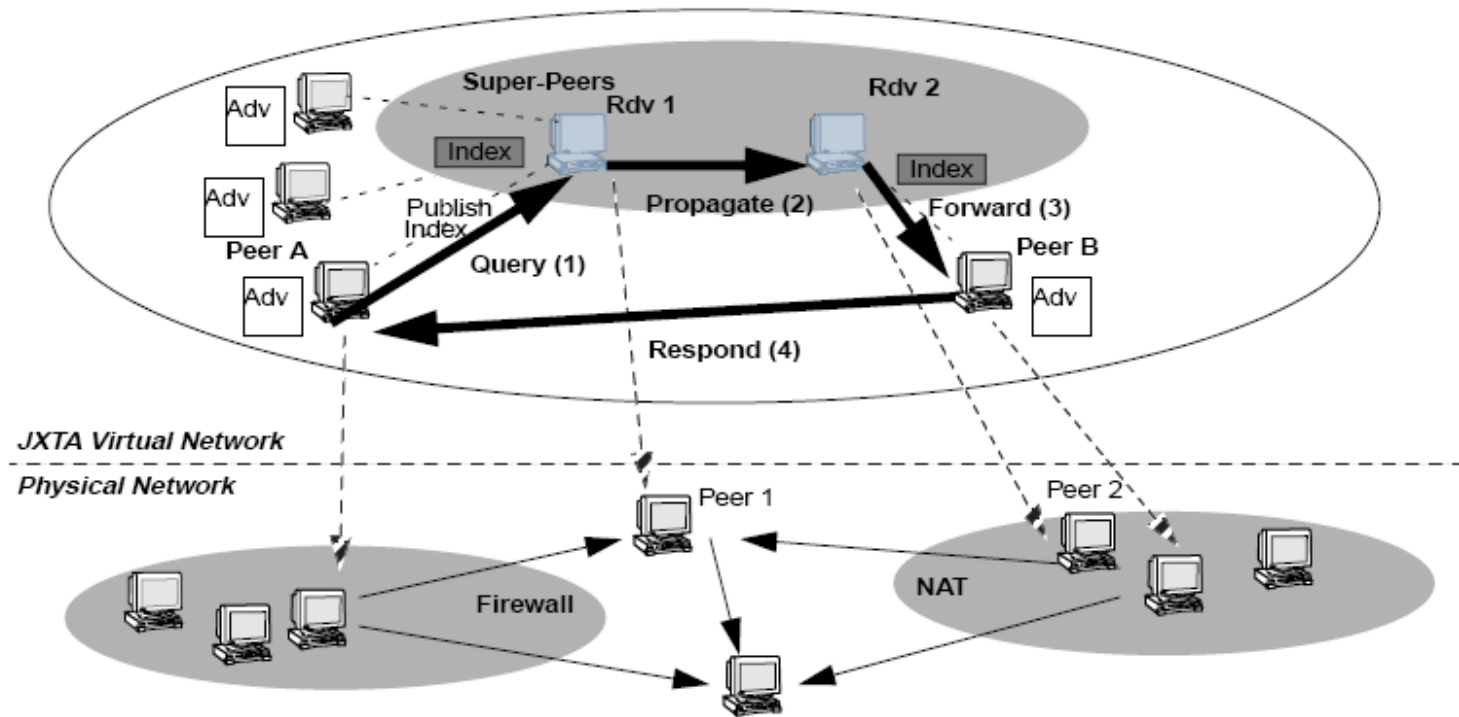 Super-Peers
Rdv 1
Rdv 2
Adv
Index
Index
Adv
Publish
Index
Propagate (2)
Forward (3)
Peer A
Query (1)
Peer B
Adv
Adv
Respond (4)
JXTA Virtual Network
Physical Network
Peer 1
Peer 2
Firewall
NAT